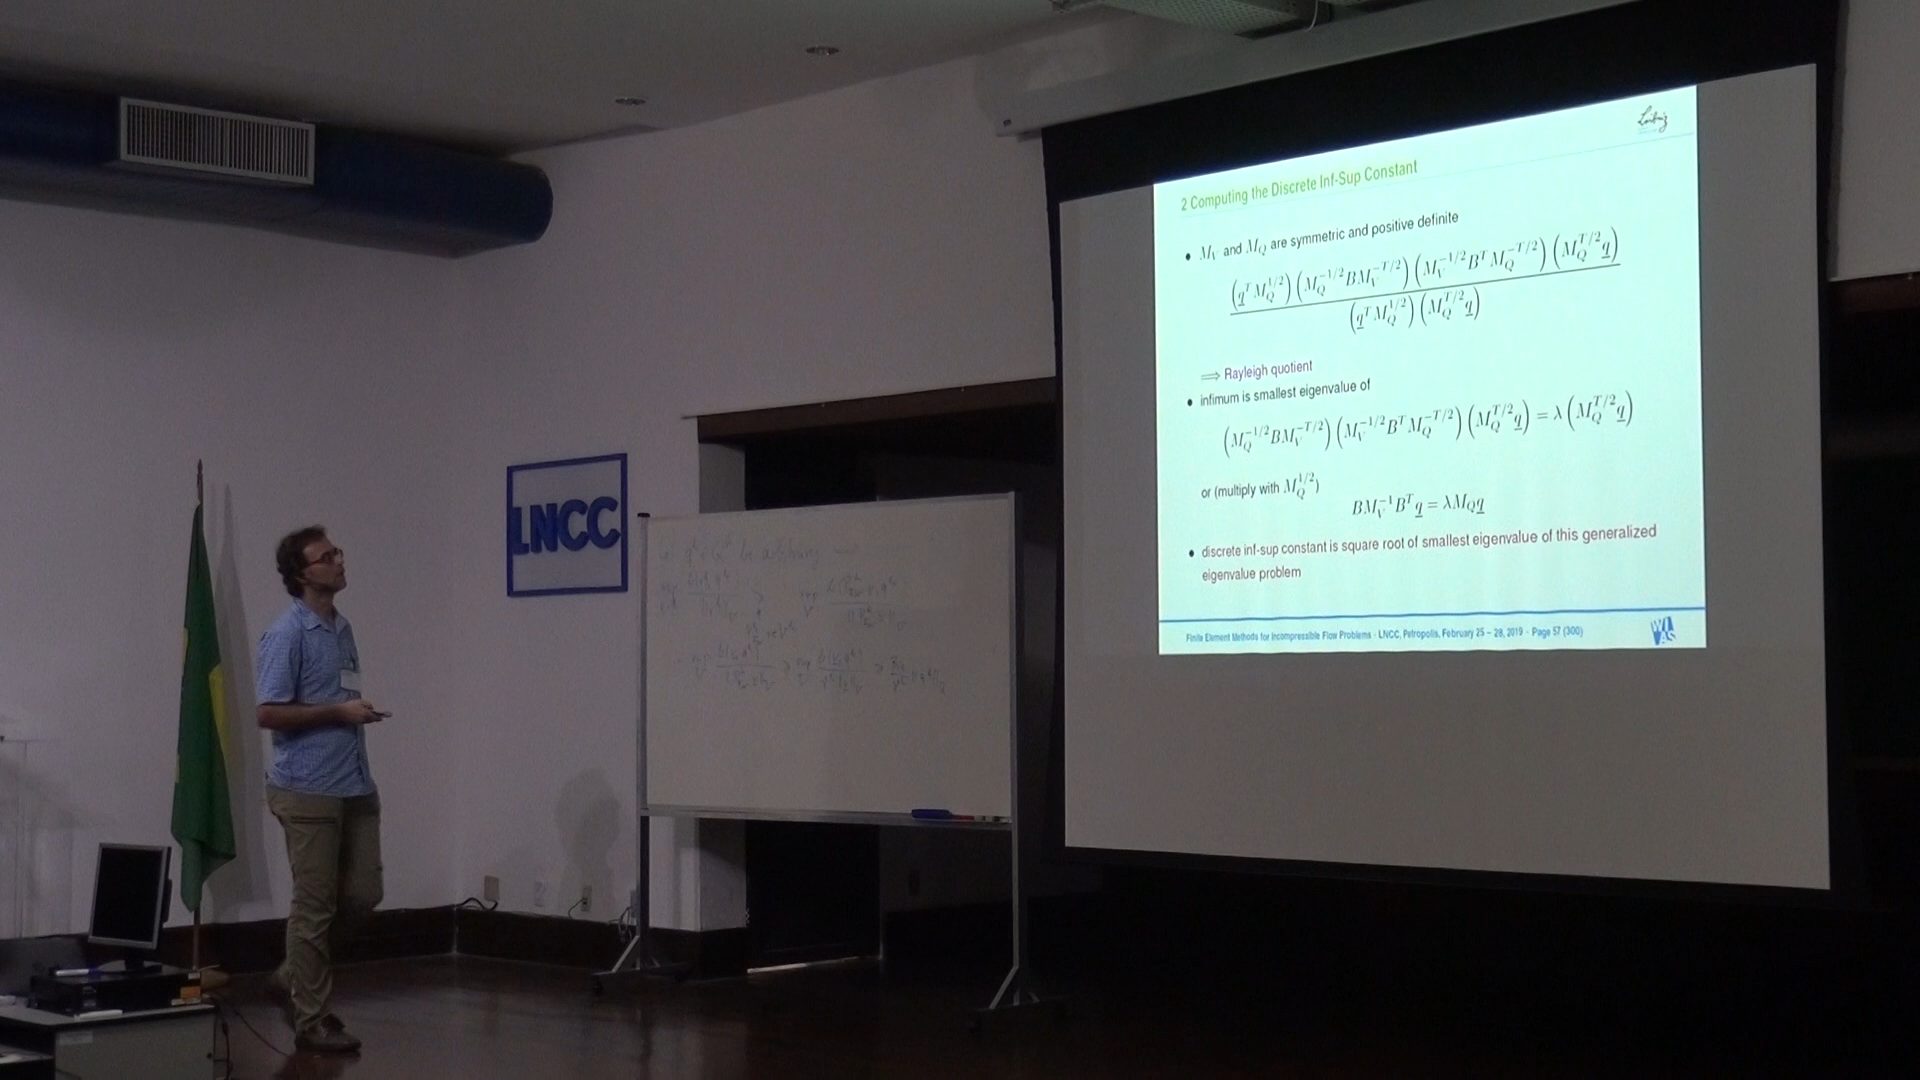 Leibniz
2 Computing the Discrete Inf-Sup Constant
• M_V and M_Q are symmetric and positive definite
(q^T M_Q^{1/2}) (M_Q^{-1/2} B M_V^{-T/2}) (M_V^{-1/2} B^T M_Q^{-T/2}) (M_Q^{T/2} q)
(q^T M_Q^{1/2}) (M_Q^{T/2} q)
⟹ Rayleigh quotient
• infimum is smallest eigenvalue of
(M_Q^{-1/2} B M_V^{-T/2}) (M_V^{-1/2} B^T M_Q^{-T/2}) (M_Q^{T/2} q) = λ (M_Q^{T/2} q)
or (multiply with M_Q^{1/2})
B M_V^{-1} B^T q = λ M_Q q
• discrete inf-sup constant is square root of smallest eigenvalue of this generalized
eigenvalue problem
Finite Element Methods for Incompressible Flow Problems · LNCC, Petropolis, February 25 – 28, 2019 · Page 57 (300)
WIAS
LNCC